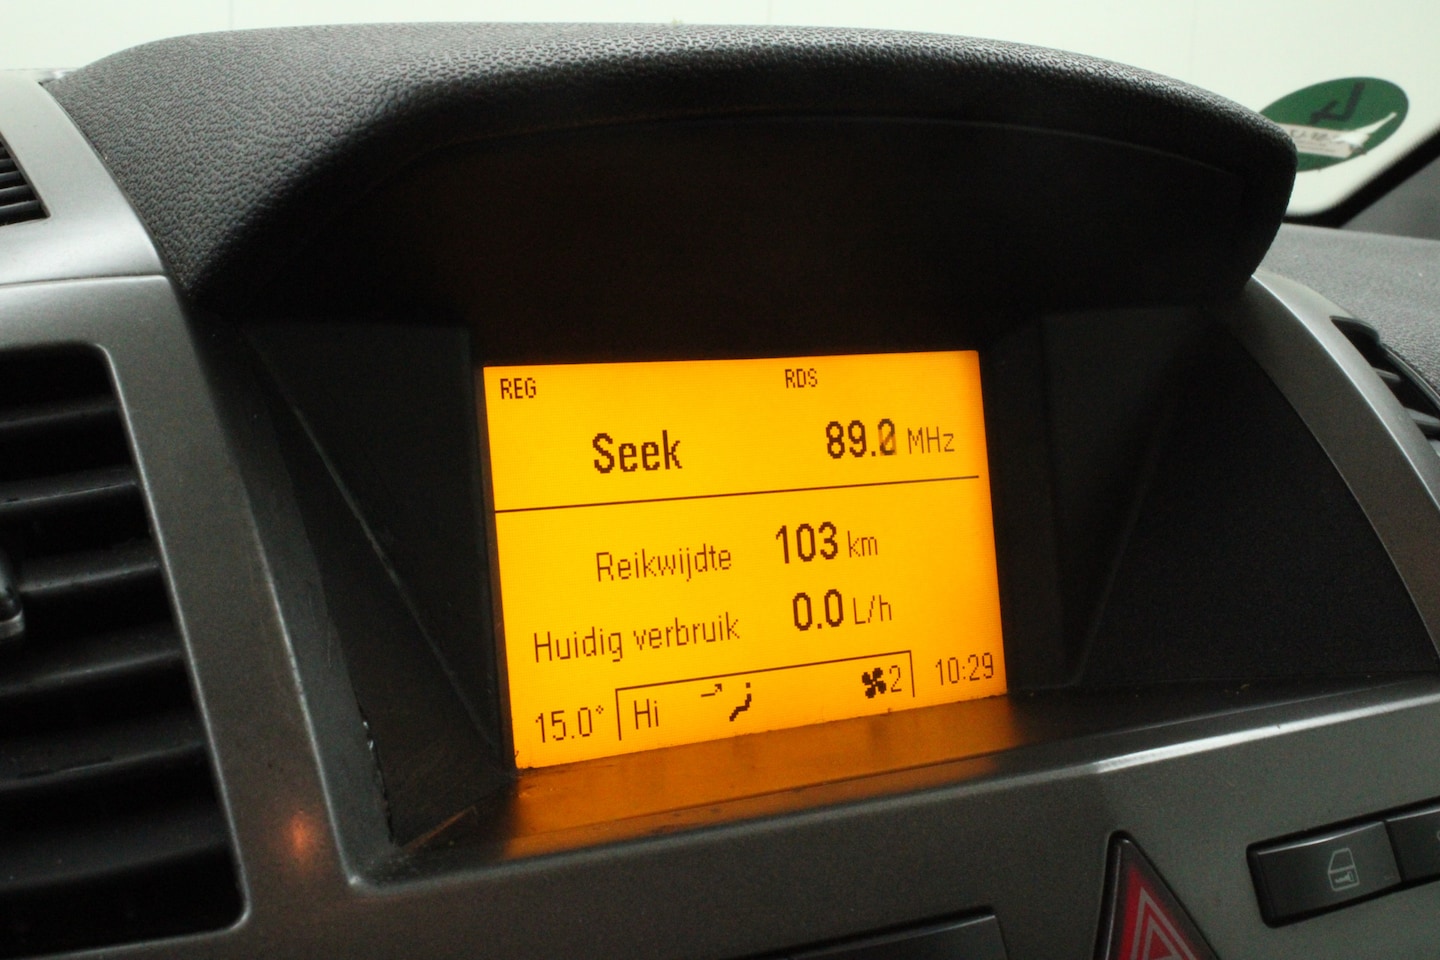 REG RDS
Seek 89.0 MHz
Reikwijdte 103 km
Huidig verbruik 0.0 L/h
15.0° Hi 2 10:29